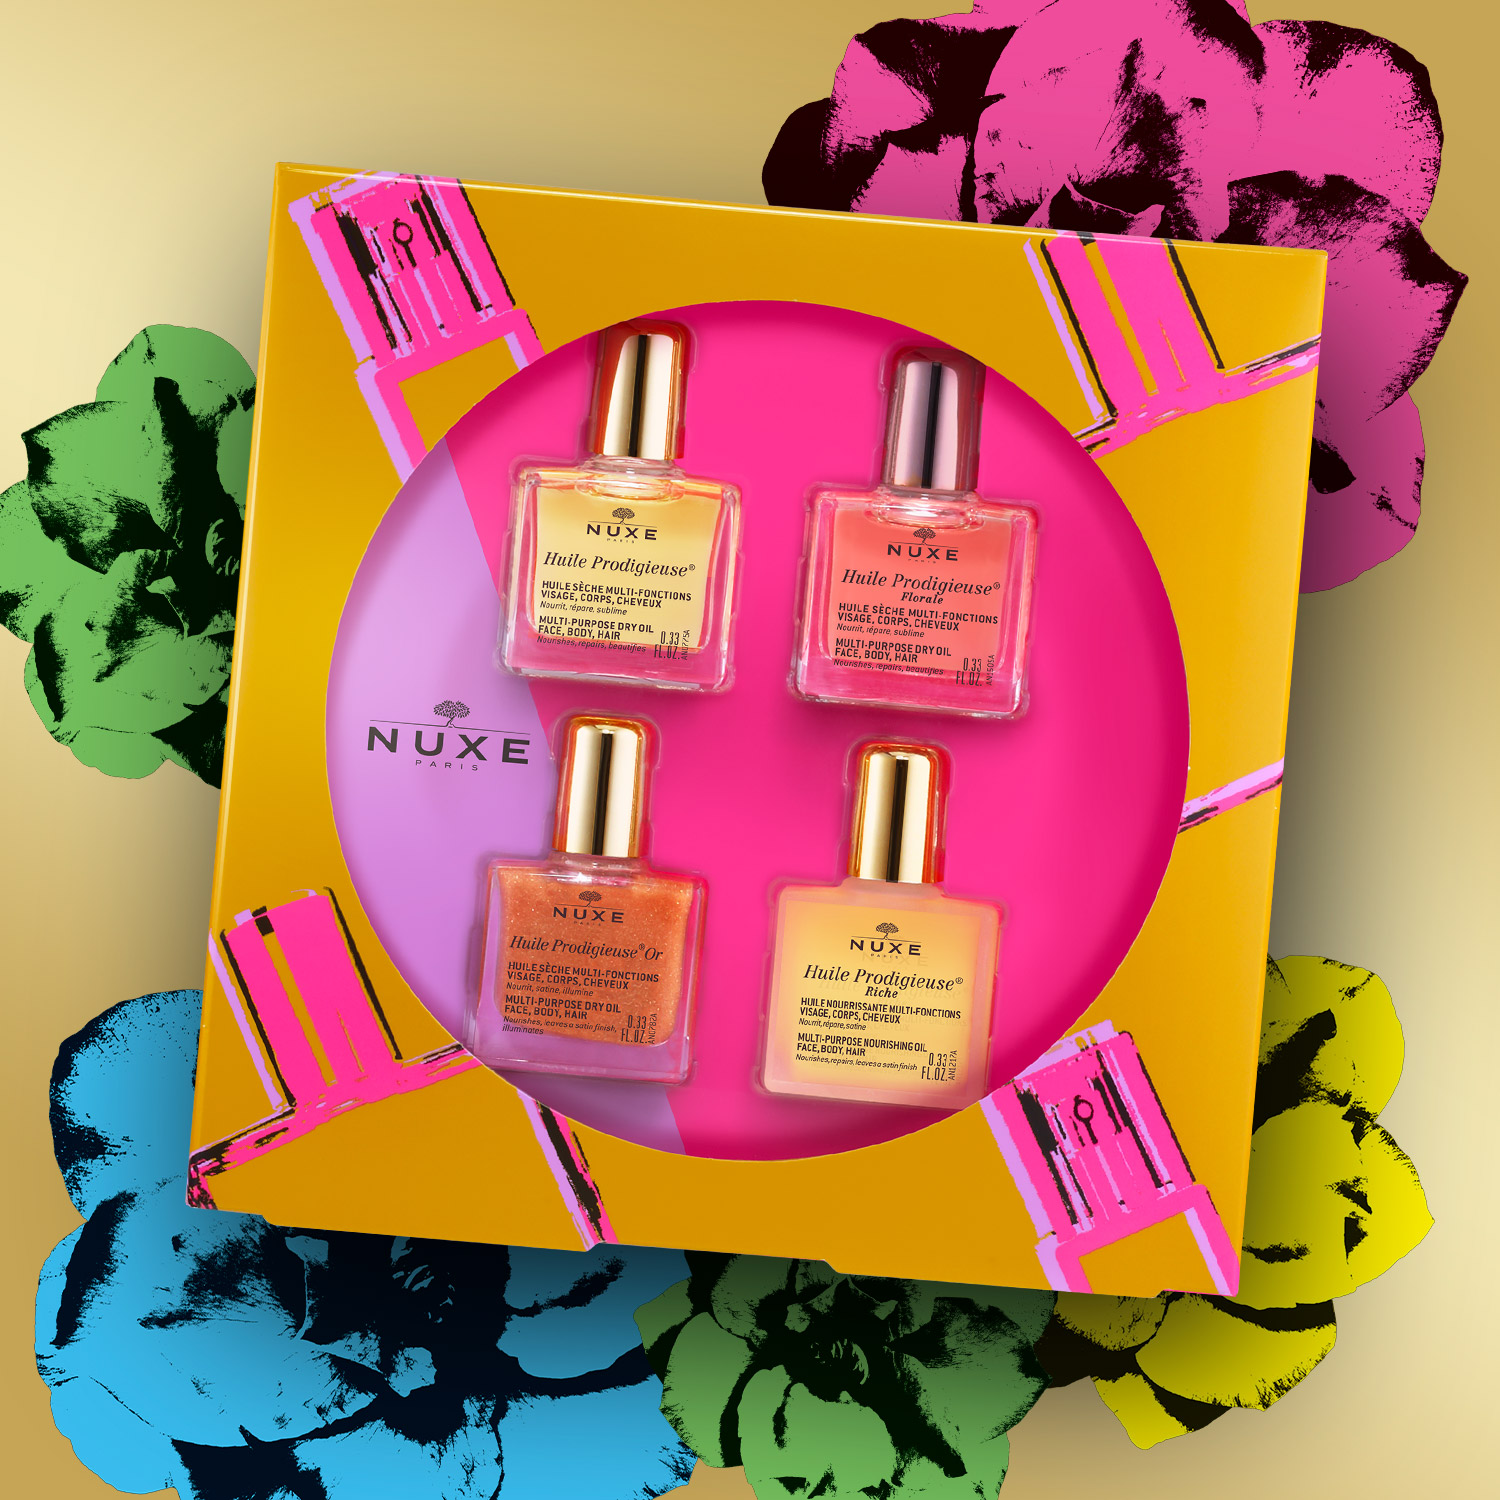 NUXE
PARIS
Huile Prodigieuse®
HUILE SÈCHE MULTI-FONCTIONS
VISAGE, CORPS, CHEVEUX
Nourrit, répare, sublime
MULTI-PURPOSE DRY OIL
FACE, BODY, HAIR
Nourishes, repairs, beautifies
0.33
FL.OZ.
NUXE
PARIS
Huile Prodigieuse®
Florale
HUILE SÈCHE MULTI-FONCTIONS
VISAGE, CORPS, CHEVEUX
Nourrit, répare, sublime
MULTI-PURPOSE DRY OIL
FACE, BODY, HAIR
Nourishes, repairs, beautifies
0.33
FL.OZ.
NUXE
PARIS
NUXE
PARIS
Huile Prodigieuse® Or
HUILE SÈCHE MULTI-FONCTIONS
VISAGE, CORPS, CHEVEUX
Nourrit, satine, illumine
MULTI-PURPOSE DRY OIL
FACE, BODY, HAIR
Nourishes, leaves a satin finish,
illuminates
0.33
FL.OZ.
NUXE
PARIS
Huile Prodigieuse®
Riche
HUILE NOURRISSANTE MULTI-FONCTIONS
VISAGE, CORPS, CHEVEUX
Nourrit, répare, satine
MULTI-PURPOSE NOURISHING OIL
FACE, BODY, HAIR
Nourishes, repairs, leaves a satin finish
0.33
FL.OZ.